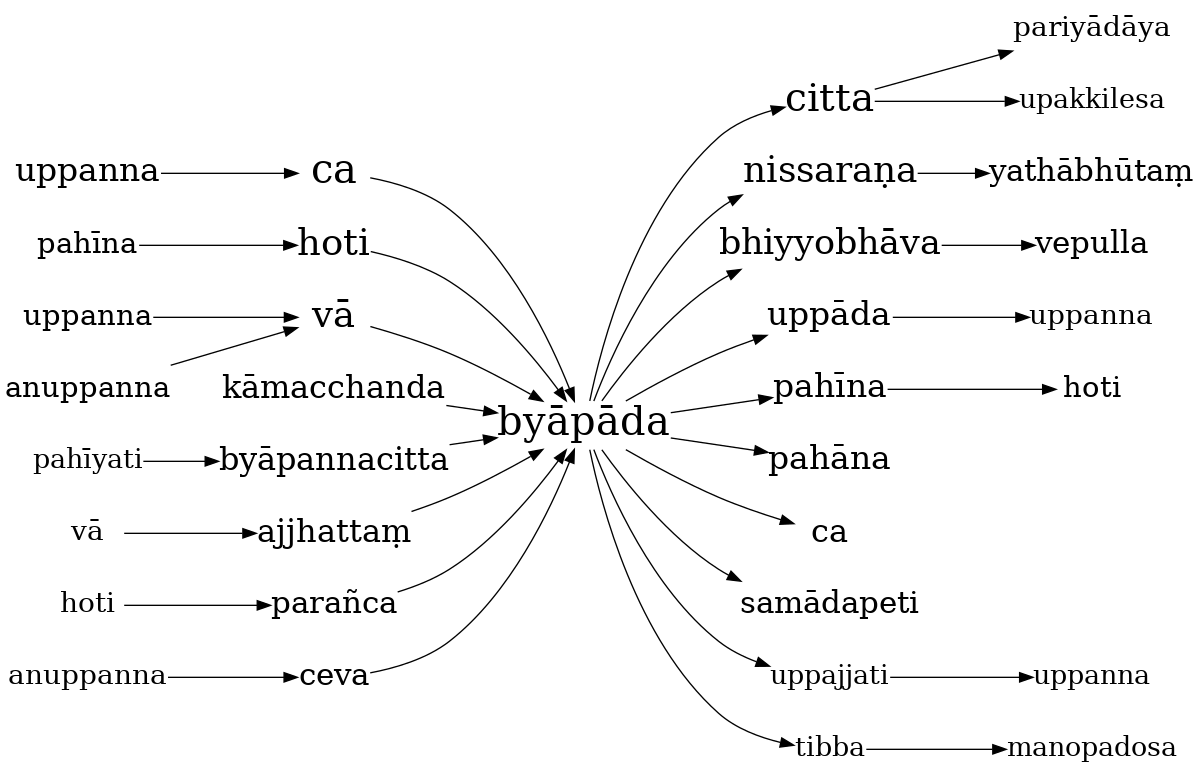 pariyādāya
citta
upakkilesa
uppanna
ca
nissaraṇa
yathābhūtaṃ
pahīna
hoti
bhiyyobhāva
vepulla
uppanna
vā
uppāda
uppanna
anuppanna
kāmacchanda
pahīna
hoti
byāpāda
pahīyati
byāpannacitta
pahāna
vā
ajjhattaṃ
ca
hoti
parañca
samādapeti
anuppanna
ceva
uppajjati
uppanna
tibba
manopadosa